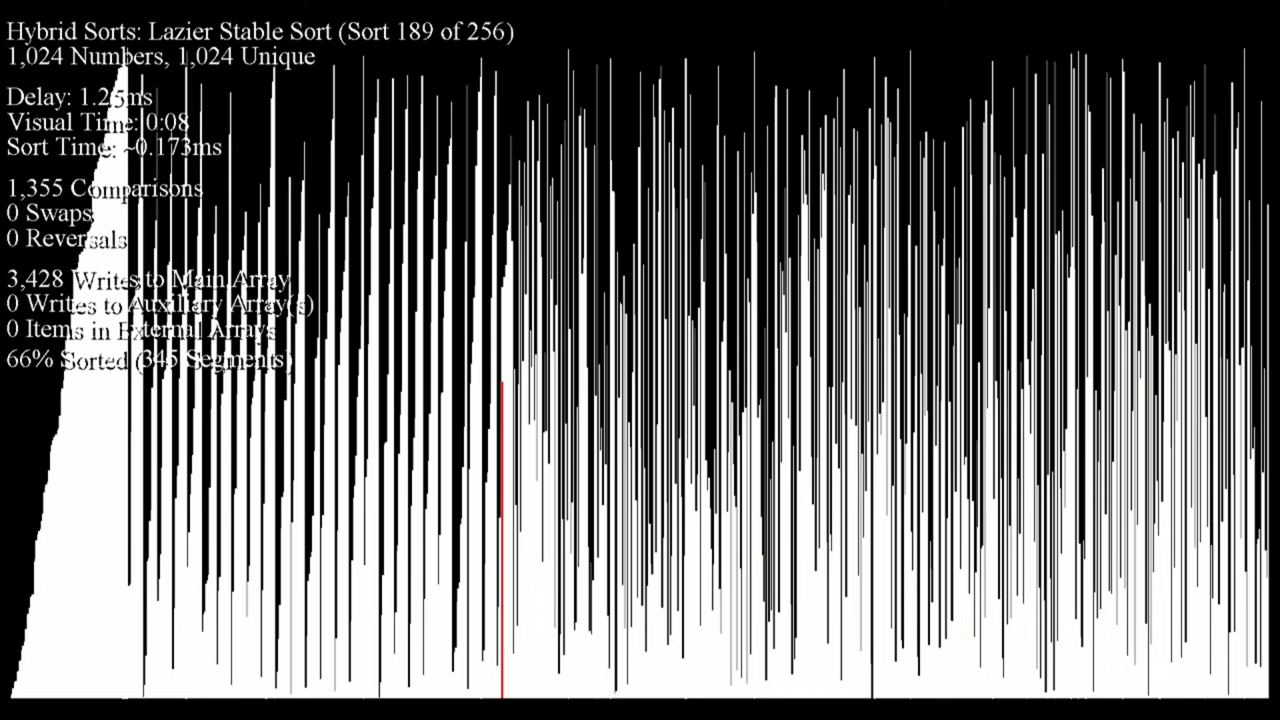 Hybrid Sorts: Lazier Stable Sort (Sort 189 of 256)
1,024 Numbers, 1,024 Unique
Delay: 1.25ms
Visual Time: 0:08
Sort Time: ~0.173ms
1,355 Comparisons
0 Swaps
0 Reversals
3,428 Writes to Main Array
0 Writes to Auxiliary Array(s)
0 Items in External Arrays
66% Sorted (345 Segments)